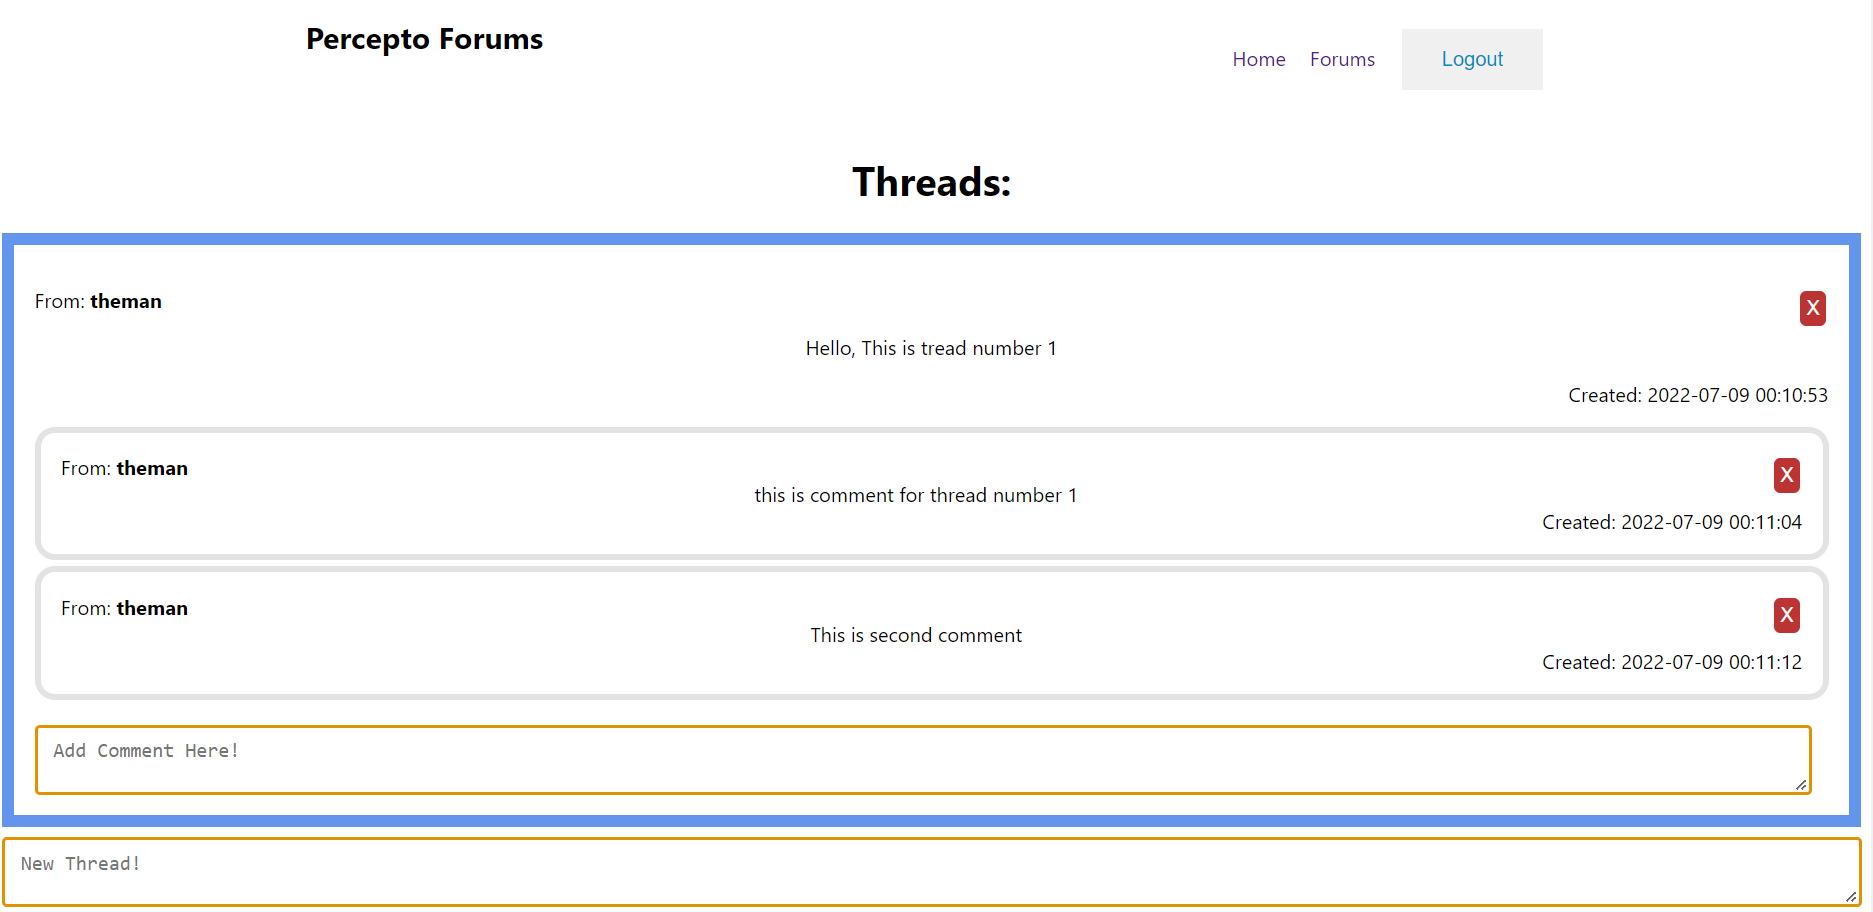 Percepto Forums
Home Forums Logout
Threads:
From: theman
X
Hello, This is tread number 1
Created: 2022-07-09 00:10:53
From: theman
X
this is comment for thread number 1
Created: 2022-07-09 00:11:04
From: theman
X
This is second comment
Created: 2022-07-09 00:11:12
Add Comment Here!
New Thread!